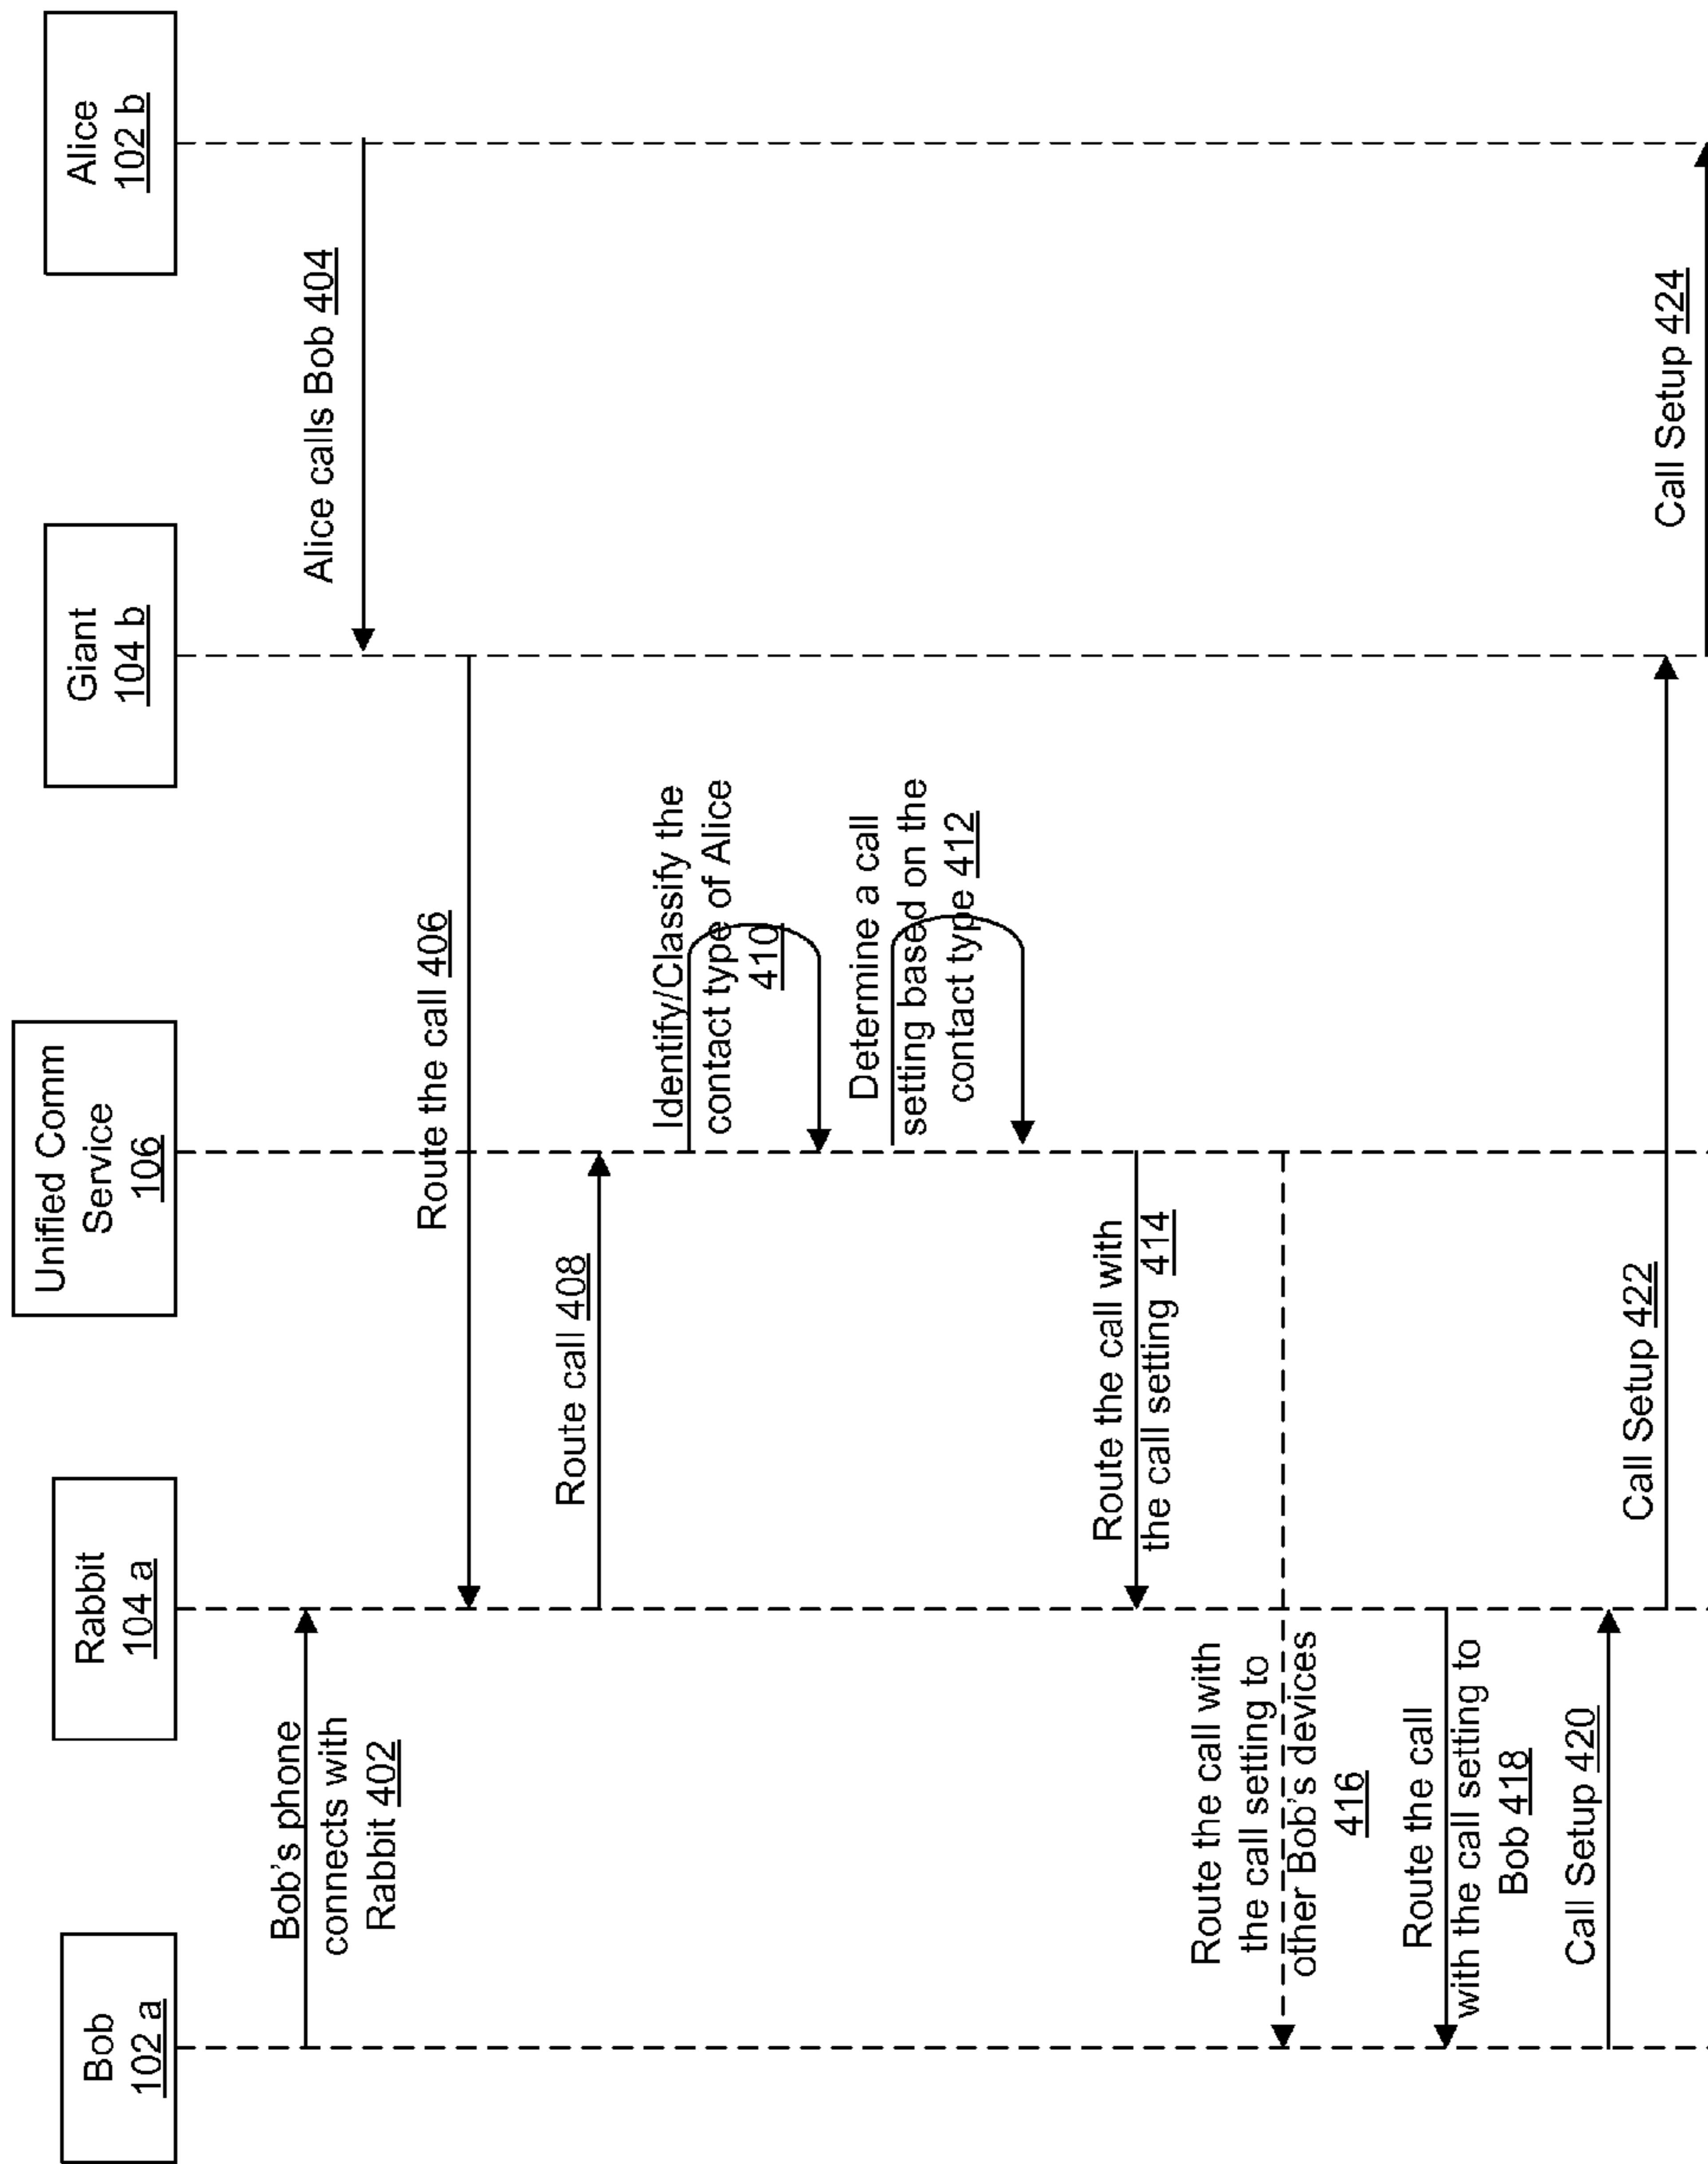 Bob
102 a
Rabbit
104 a
Unified Comm
Service
106
Giant
104 b
Alice
102 b
Bob's phone
connects with
Rabbit 402
Alice calls Bob 404
Route the call 406
Route call 408
Identify/Classify the
contact type of Alice
410
Determine a call
setting based on the
contact type 412
Route the call with
the call setting 414
Route the call with
the call setting to
other Bob's devices
416
Route the call
with the call setting to
Bob 418
Call Setup 420
Call Setup 422
Call Setup 424